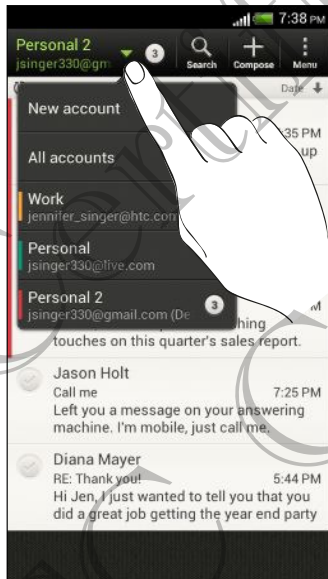 7:38 PM
Personal 2
jsinger330@gm
3
Search
Compose
Menu
Date
New account
35 PM
up
All accounts
Work
jennifer_singer@htc.com
Personal
jsinger330@live.com
Personal 2
jsinger330@gmail.com (De
3
M
hing
touches on this quarter's sales report.
Jason Holt
Call me 7:25 PM
Left you a message on your answering
machine. I'm mobile, just call me.
Diana Mayer
RE: Thank you! 5:44 PM
Hi Jen, I just wanted to tell you that you
did a great job getting the year end party